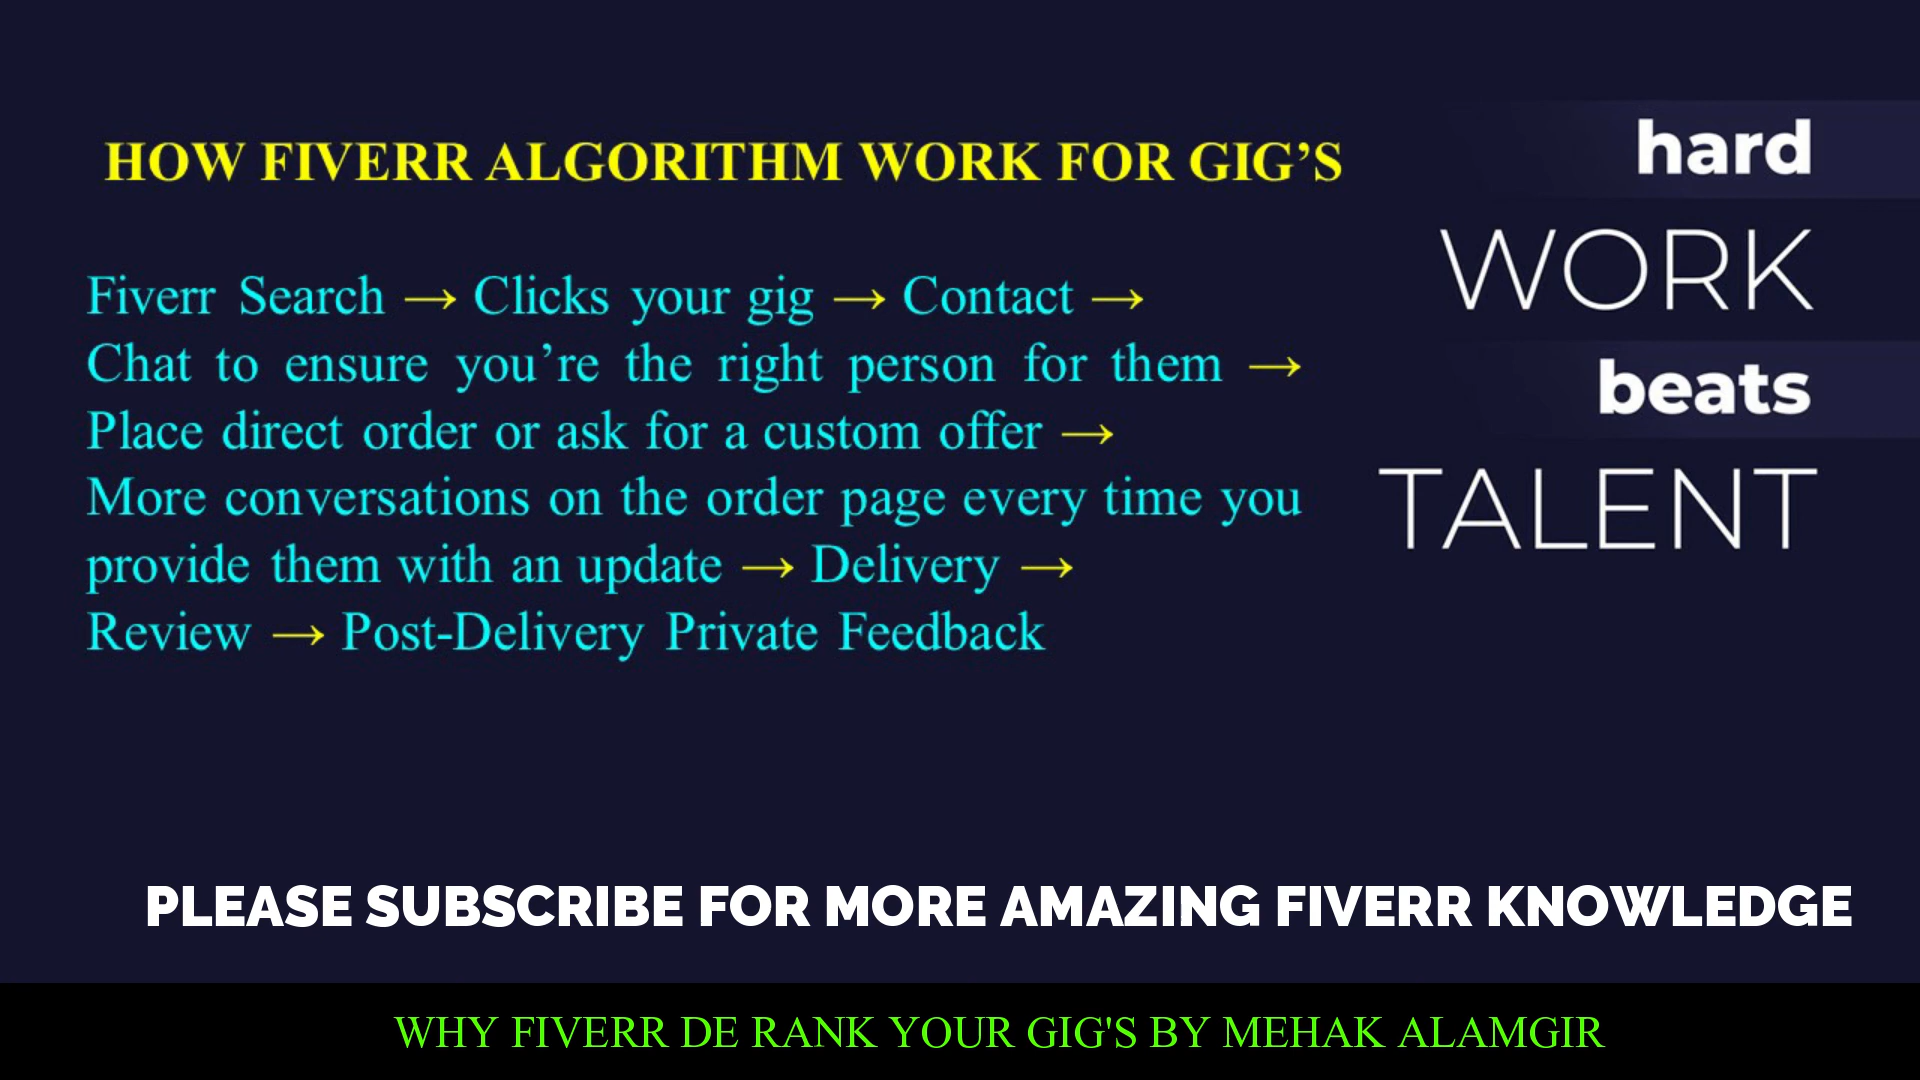 HOW FIVERR ALGORITHM WORK FOR GIG’S
Fiverr Search → Clicks your gig → Contact →
Chat to ensure you’re the right person for them →
Place direct order or ask for a custom offer →
More conversations on the order page every time you
provide them with an update → Delivery →
Review → Post-Delivery Private Feedback
hard
WORK
beats
TALENT
PLEASE SUBSCRIBE FOR MORE AMAZING FIVERR KNOWLEDGE
WHY FIVERR DE RANK YOUR GIG'S BY MEHAK ALAMGIR